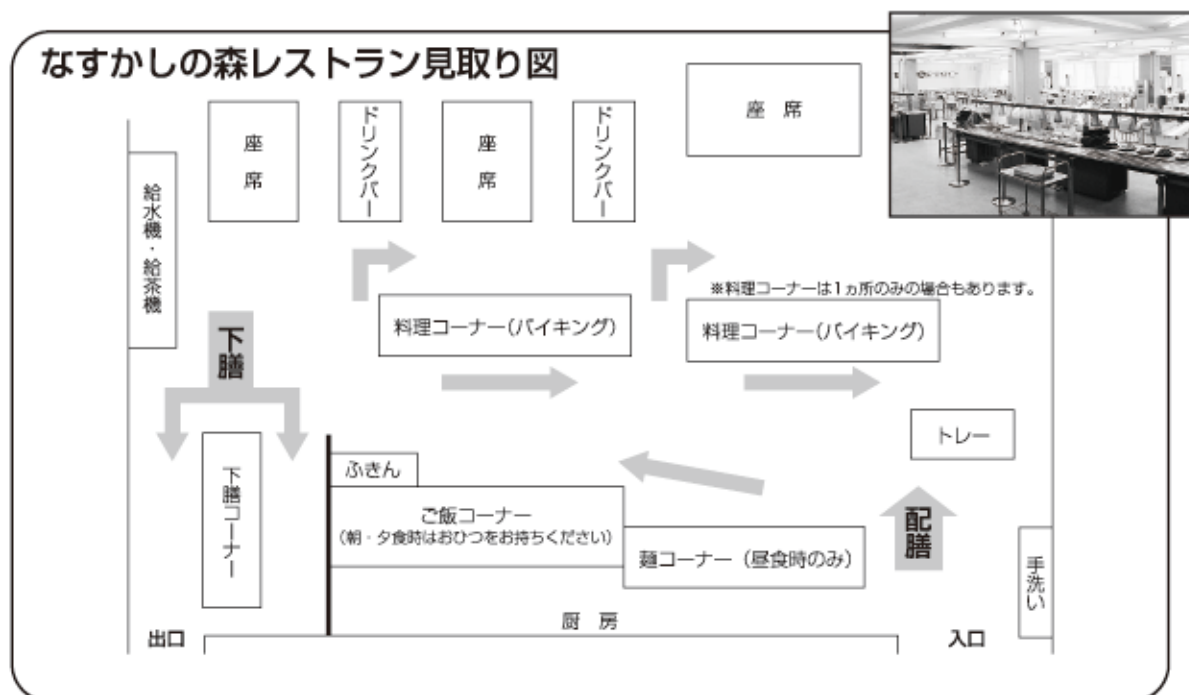 なすかしの森レストラン見取り図
座席
ドリンクバー
座席
ドリンクバー
座 席
給水機・給茶機
※料理コーナーは1ヵ所のみの場合もあります。
料理コーナー(バイキング)
料理コーナー(バイキング)
下膳
トレー
下膳コーナー
ふきん
ご飯コーナー
(朝・夕食時はおひつをお持ちください)
麺コーナー(昼食時のみ)
配膳
手洗い
厨 房
出口
入口